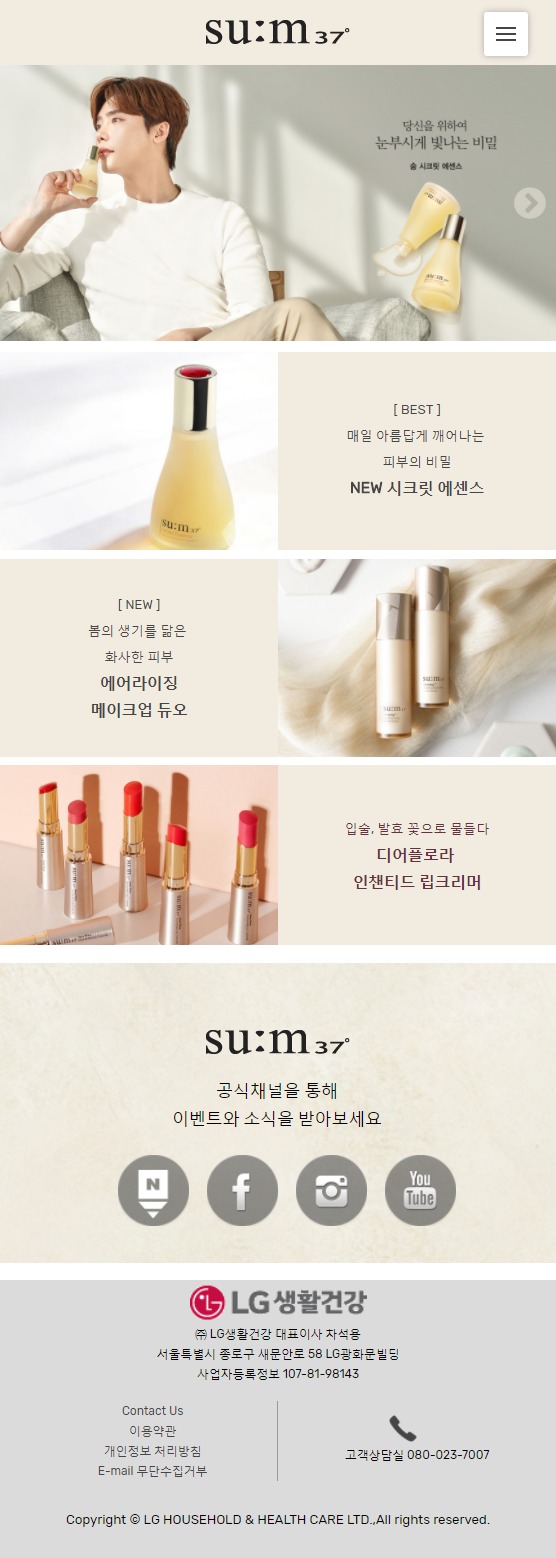 su:m 37°
당신을 위하여
눈부시게 빛나는 비밀
숨 시크릿 에센스
su:m 37°
[ BEST ]
매일 아름답게 깨어나는
피부의 비밀
NEW 시크릿 에센스
[ NEW ]
봄의 생기를 닮은
화사한 피부
에어라이징
메이크업 듀오
su:m
su:m
입술, 발효 꽃으로 물들다
디어플로라
인챈티드 립크리머
su:m 37°
공식채널을 통해
이벤트와 소식을 받아보세요
N
f
You
Tube
LG LG생활건강
㈜ LG생활건강 대표이사 차석용
서울특별시 종로구 새문안로 58 LG광화문빌딩
사업자등록정보 107-81-98143
Contact Us
이용약관
개인정보 처리방침
E-mail 무단수집거부
고객상담실 080-023-7007
Copyright © LG HOUSEHOLD & HEALTH CARE LTD.,All rights reserved.